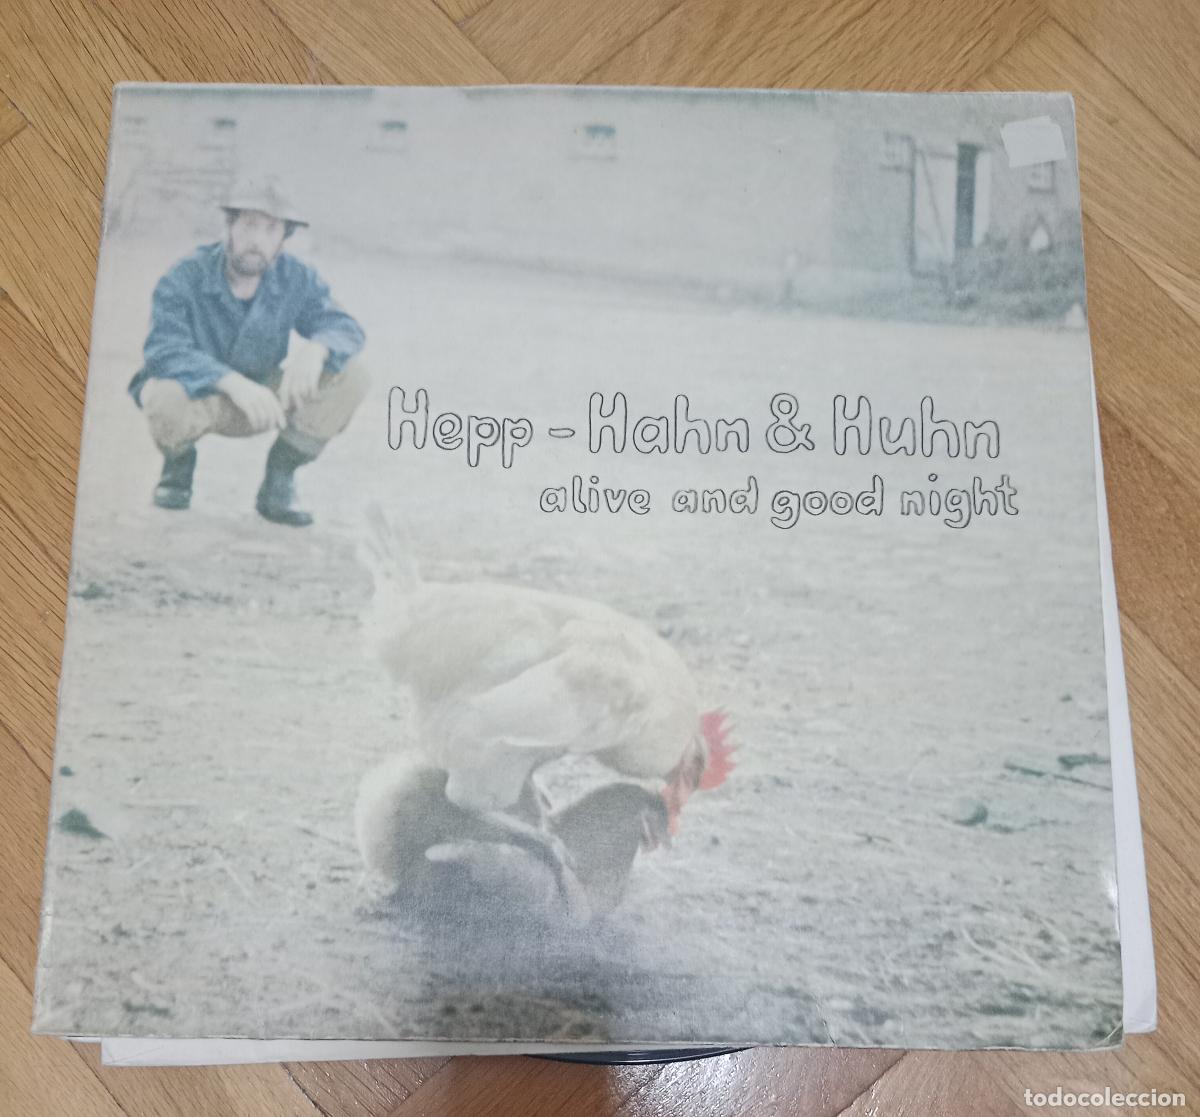 Hepp - Hahn & Huhn
alive and good night
todocoleccion